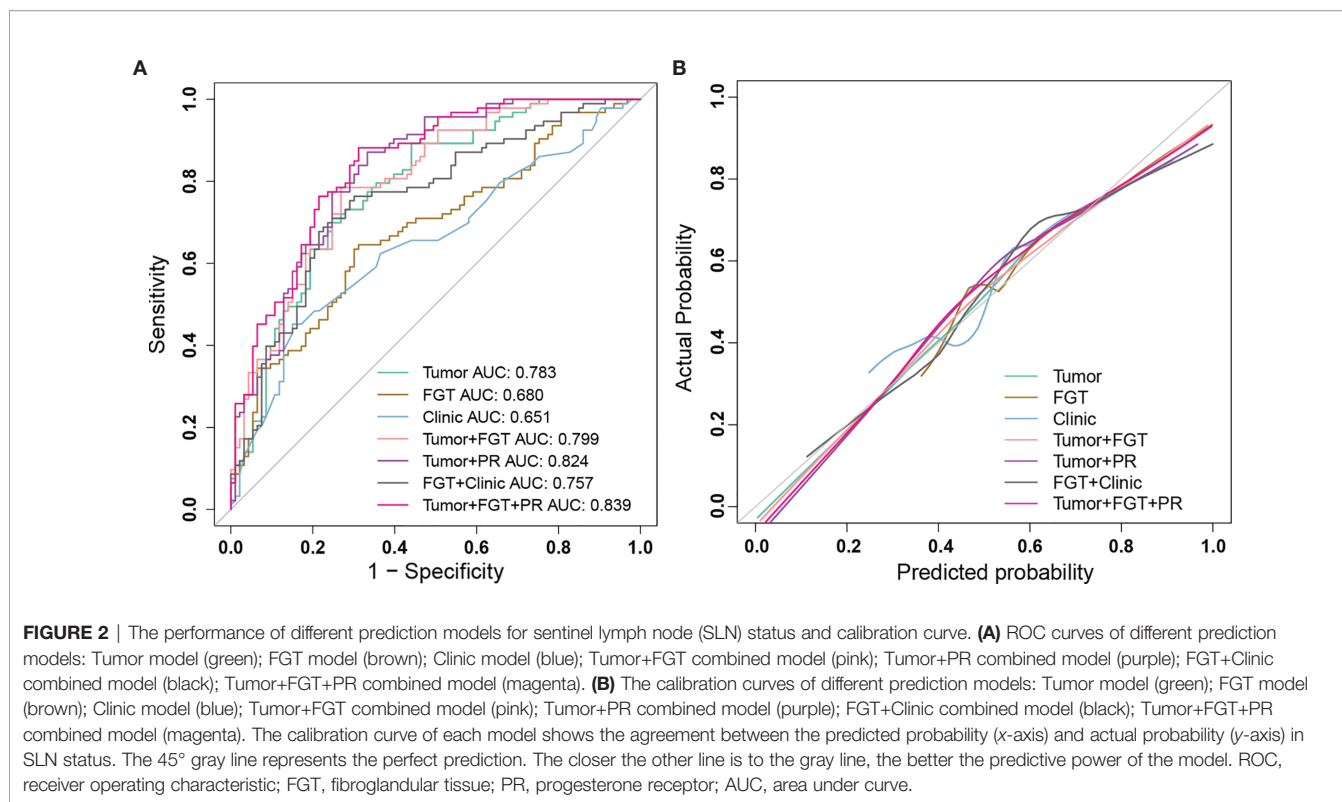 A
B
1.0
0.8
0.6
0.4
0.2
0.0
Sensitivity
Tumor AUC: 0.783
FGT AUC: 0.680
Clinic AUC: 0.651
Tumor+FGT AUC: 0.799
Tumor+PR AUC: 0.824
FGT+Clinic AUC: 0.757
Tumor+FGT+PR AUC: 0.839
0.0 0.2 0.4 0.6 0.8 1.0
1 − Specificity
1.0
0.8
0.6
0.4
0.2
0.0
Actual Probability
Tumor
FGT
Clinic
Tumor+FGT
Tumor+PR
FGT+Clinic
Tumor+FGT+PR
0.0 0.2 0.4 0.6 0.8 1.0
Predicted probability
FIGURE 2 | The performance of different prediction models for sentinel lymph node (SLN) status and calibration curve. (A) ROC curves of different prediction
models: Tumor model (green); FGT model (brown); Clinic model (blue); Tumor+FGT combined model (pink); Tumor+PR combined model (purple); FGT+Clinic
combined model (black); Tumor+FGT+PR combined model (magenta). (B) The calibration curves of different prediction models: Tumor model (green); FGT model
(brown); Clinic model (blue); Tumor+FGT combined model (pink); Tumor+PR combined model (purple); FGT+Clinic combined model (black); Tumor+FGT+PR
combined model (magenta). The calibration curve of each model shows the agreement between the predicted probability (x-axis) and actual probability (y-axis) in
SLN status. The 45° gray line represents the perfect prediction. The closer the other line is to the gray line, the better the predictive power of the model. ROC,
receiver operating characteristic; FGT, fibroglandular tissue; PR, progesterone receptor; AUC, area under curve.